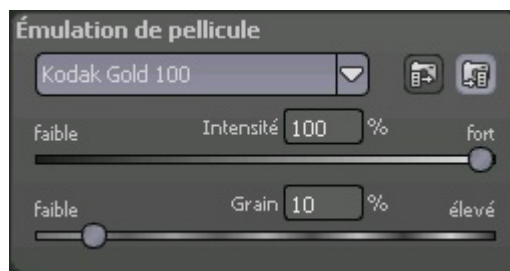 Émulation de pellicule
Kodak Gold 100
faible Intensité 100 % fort
faible Grain 10 % élevé